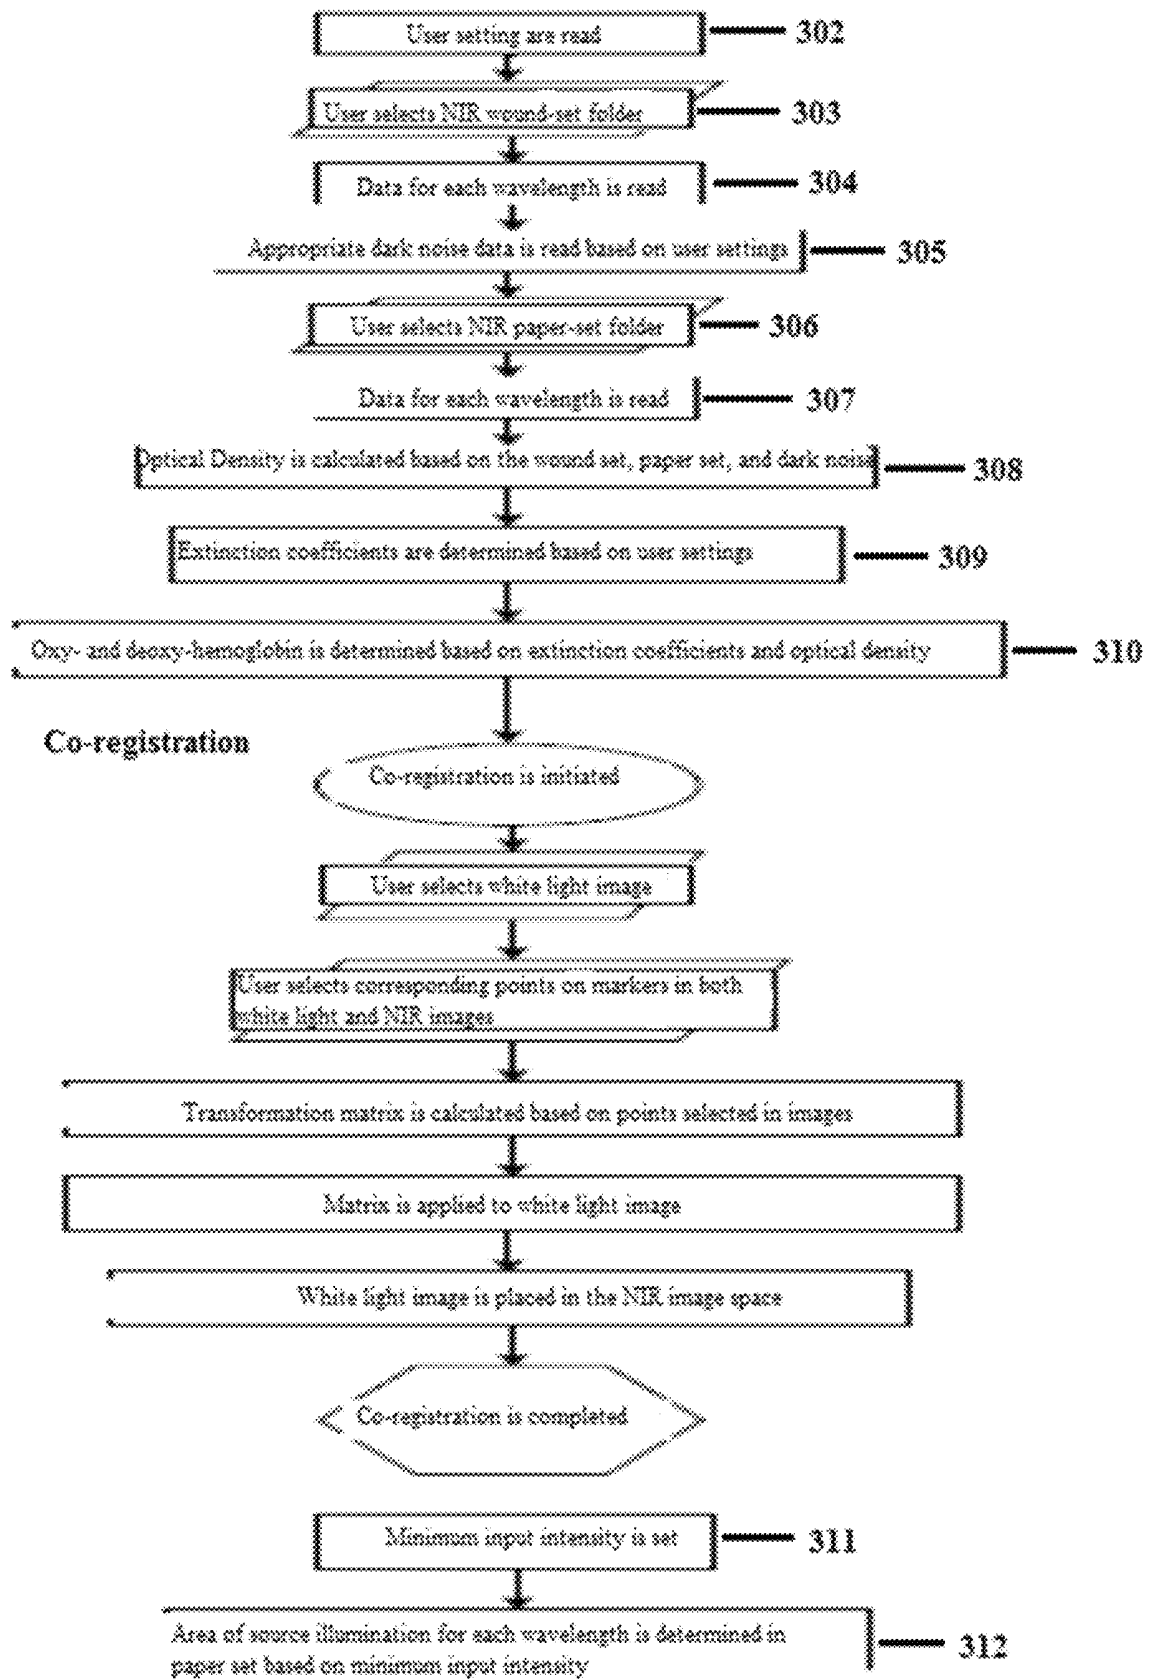 User setting are read 302
User selects NIR wound-set folder 303
Data for each wavelength is read 304
Appropriate dark noise data is read based on user settings 305
User selects NIR paper-set folder 306
Data for each wavelength is read 307
Optical Density is calculated based on the wound set, paper set, and dark noise 308
Extinction coefficients are determined based on user settings 309
Oxy- and deoxy-hemoglobin is determined based on extinction coefficients and optical density 310
Co-registration
Co-registration is initiated
User selects white light image
User selects corresponding points on markers in both
white light and NIR images
Transformation matrix is calculated based on points selected in images
Matrix is applied to white light image
White light image is placed in the NIR image space
Co-registration is completed
Minimum input intensity is set 311
Area of source illumination for each wavelength is determined in
paper set based on minimum input intensity 312